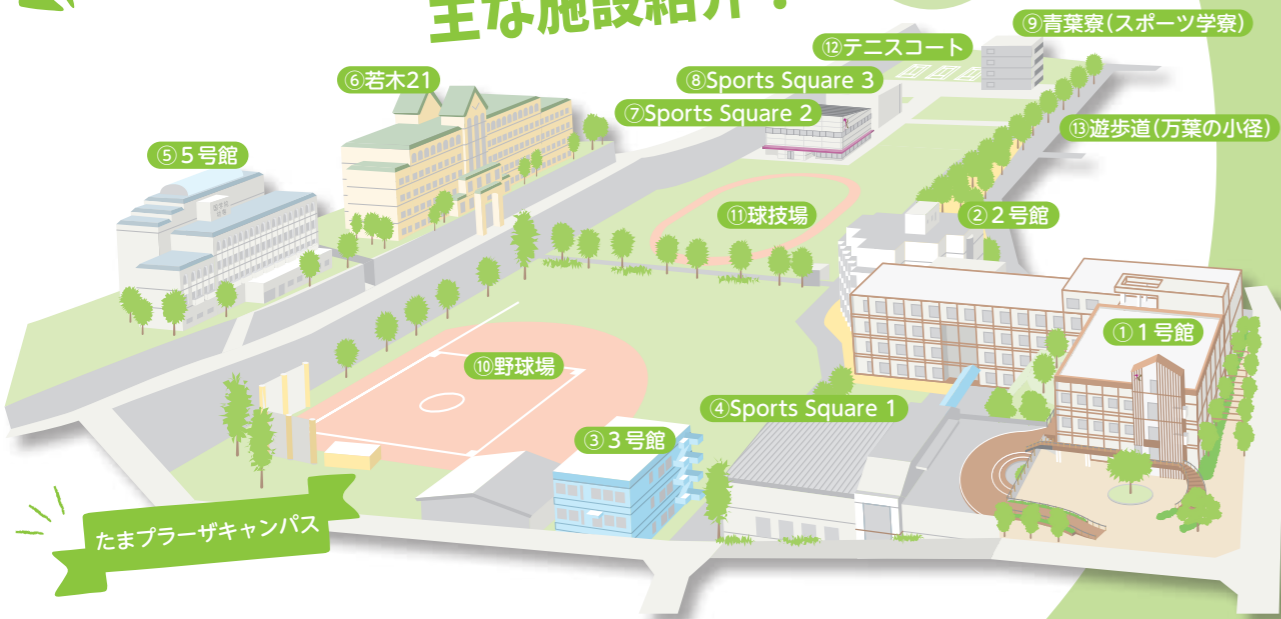 主な施設紹介！
⑨青葉寮(スポーツ学寮)
⑫テニスコート
⑥若木21
⑧Sports Square 3
⑦Sports Square 2
⑬遊歩道(万葉の小径)
⑤５号館
⑪球技場
②２号館
①１号館
⑩野球場
④Sports Square 1
③３号館
たまプラーザキャンパス